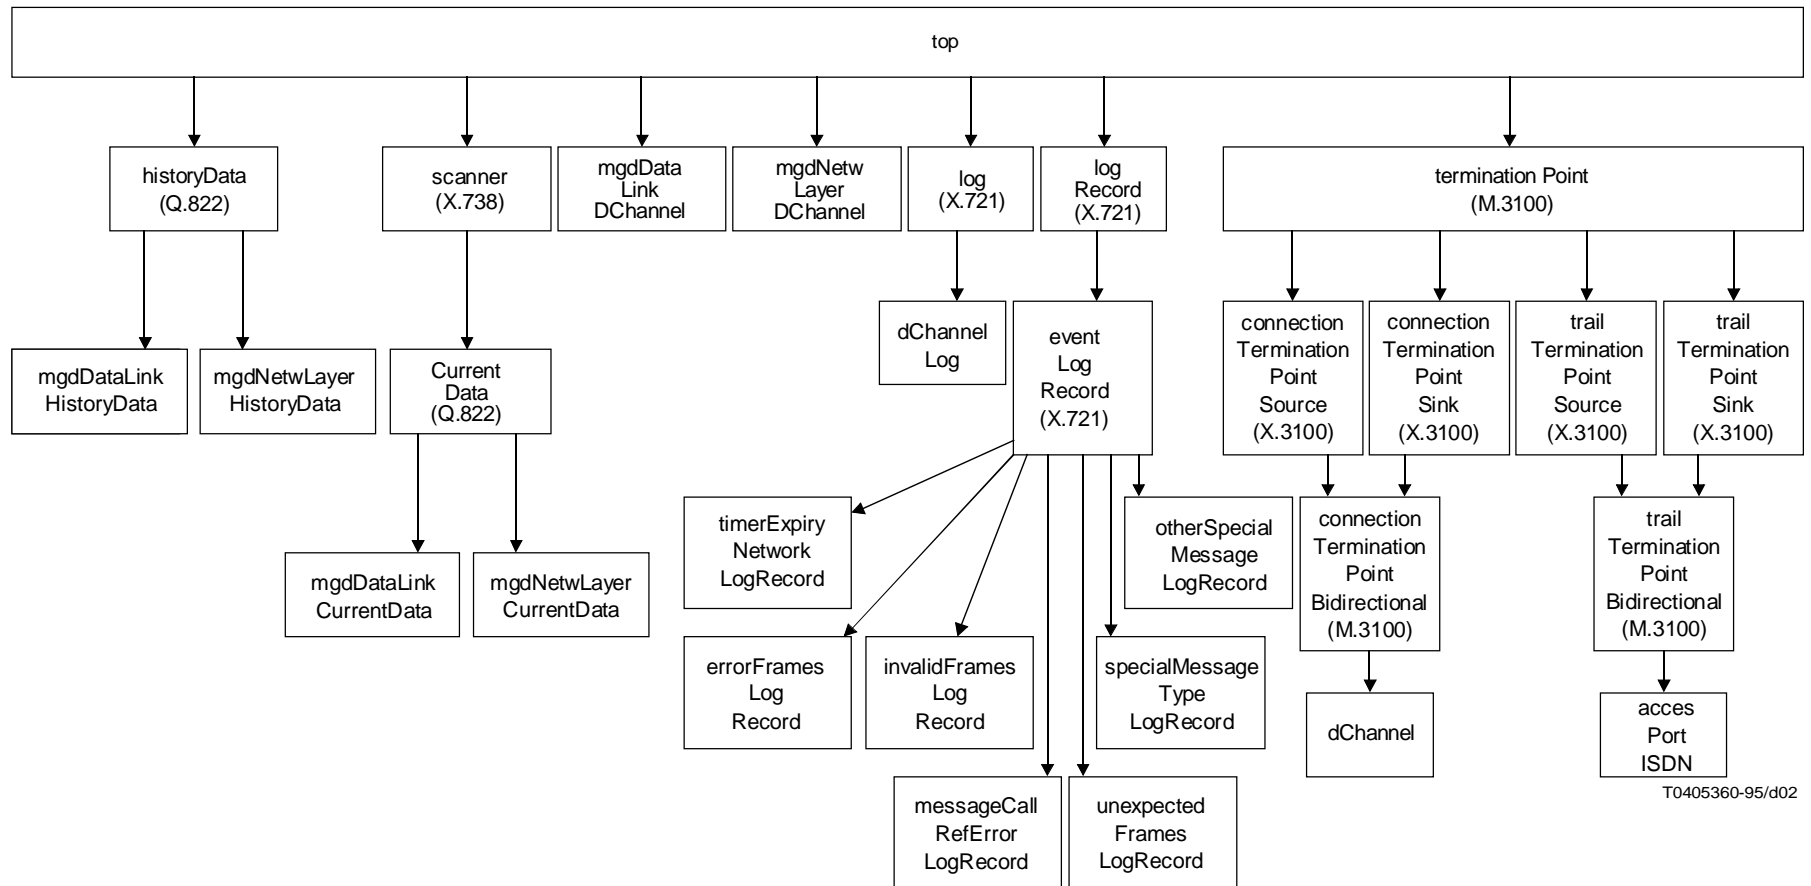 top
historyData
(Q.822)
scanner
(X.738)
mgdData
Link
DChannel
mgdNetw
Layer
DChannel
log
(X.721)
log
Record
(X.721)
termination Point
(M.3100)
mgdDataLink
HistoryData
mgdNetwLayer
HistoryData
Current
Data
(Q.822)
dChannel
Log
event
Log
Record
(X.721)
connection
Termination
Point
Source
(X.3100)
connection
Termination
Point
Sink
(X.3100)
trail
Termination
Point
Source
(X.3100)
trail
Termination
Point
Sink
(X.3100)
mgdDataLink
CurrentData
mgdNetwLayer
CurrentData
timerExpiry
Network
LogRecord
otherSpecial
Message
LogRecord
connection
Termination
Point
Bidirectional
(M.3100)
trail
Termination
Point
Bidirectional
(M.3100)
errorFrames
Log
Record
invalidFrames
Log
Record
specialMessage
Type
LogRecord
dChannel
acces
Port
ISDN
messageCall
RefError
LogRecord
unexpected
Frames
LogRecord
T0405360-95/d02